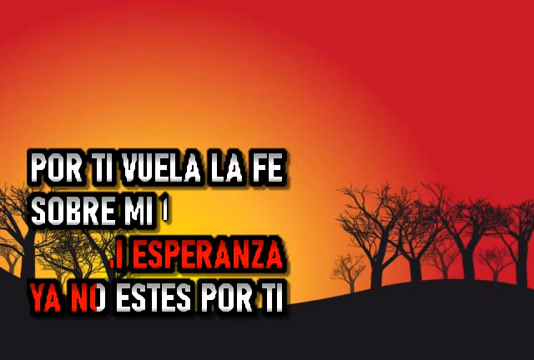 POR TI VUELA LA FE
SOBRE MI
ESPERANZA
YA NO ESTES POR TI